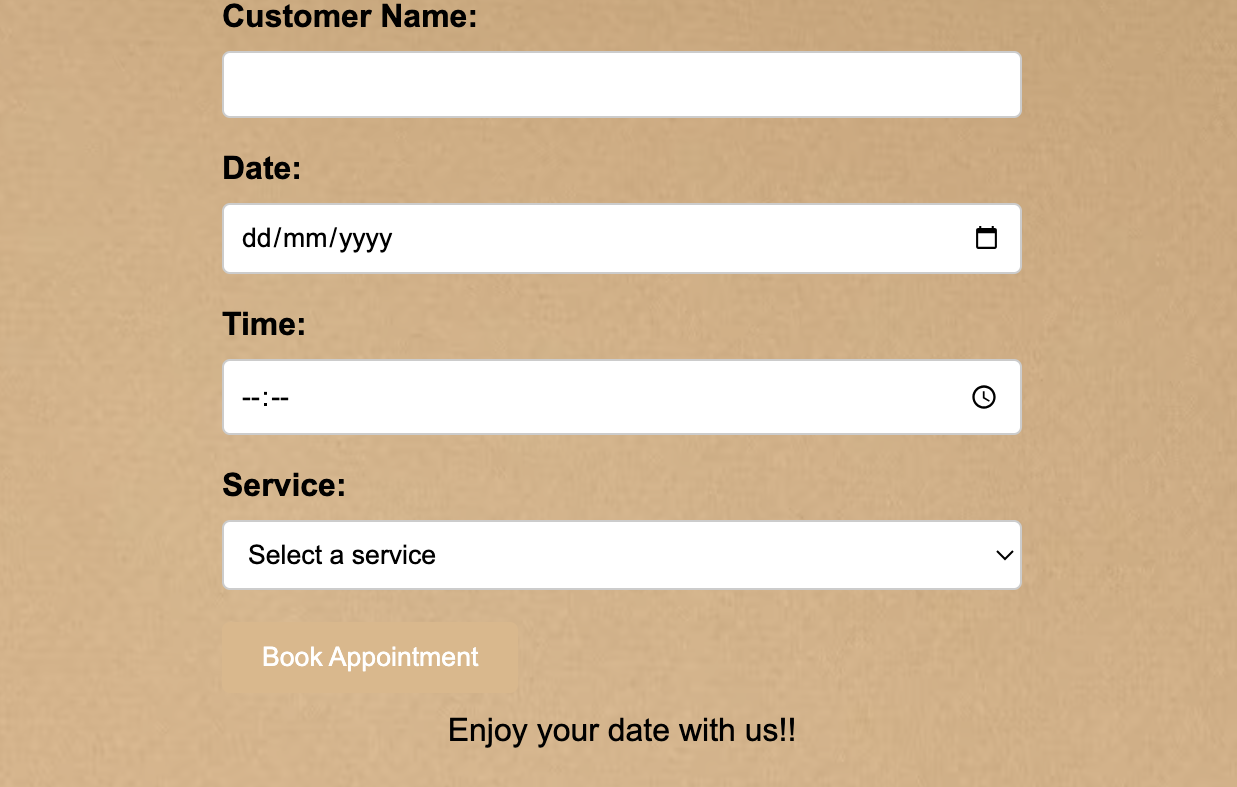 Customer Name:
Date:
dd/mm/yyyy
Time:
--:--
Service:
Select a service
Book Appointment
Enjoy your date with us!!